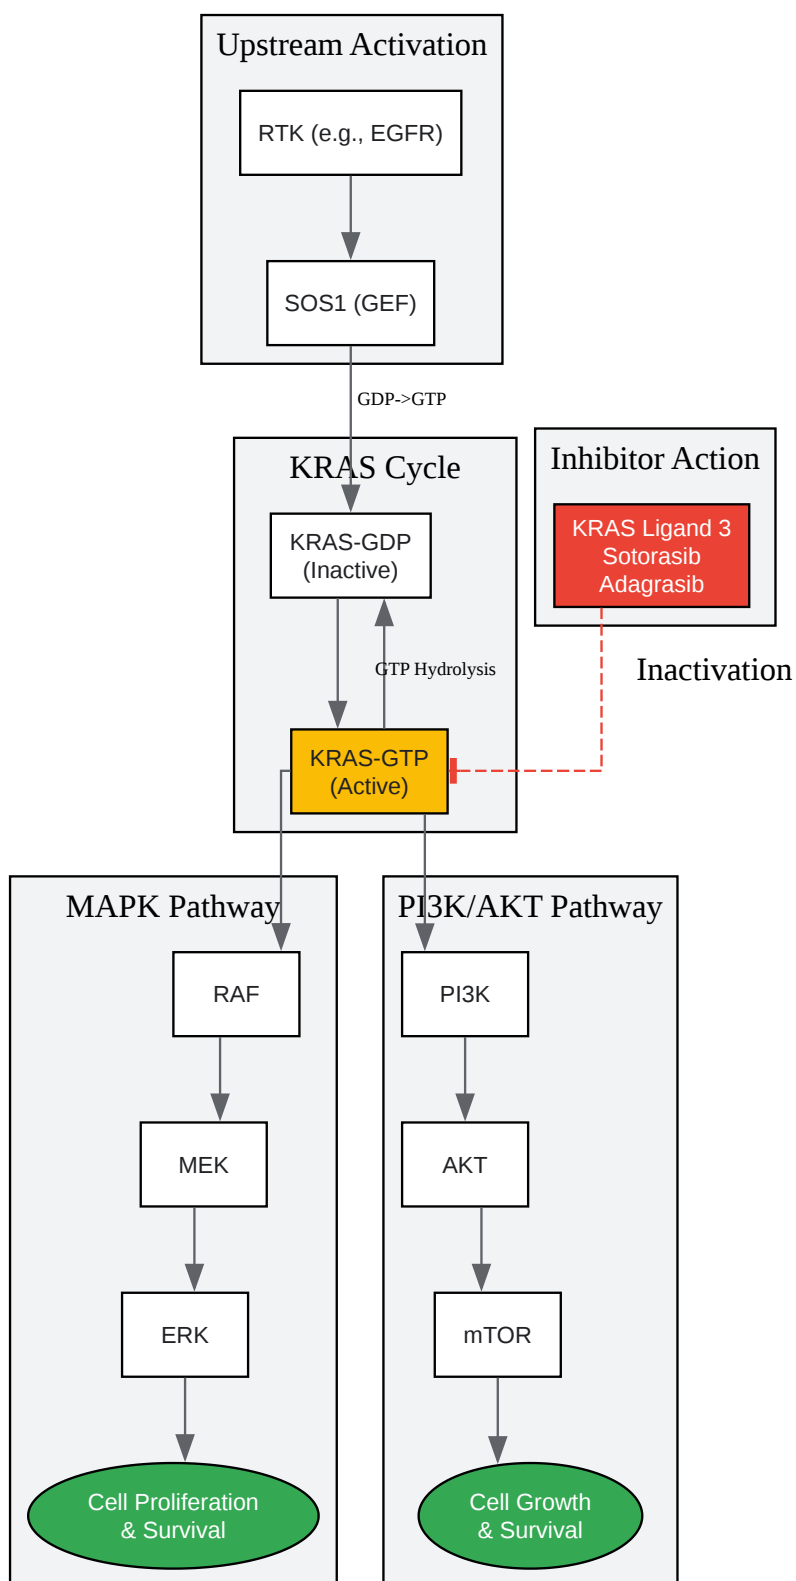 Upstream Activation
RTK (e.g., EGFR)
SOS1 (GEF)
GDP->GTP
KRAS Cycle
KRAS-GDP
(Inactive)
GTP Hydrolysis
KRAS-GTP
(Active)
Inhibitor Action
KRAS Ligand 3
Sotorasib
Adagrasib
Inactivation
MAPK Pathway
RAF
MEK
ERK
Cell Proliferation
& Survival
PI3K/AKT Pathway
PI3K
AKT
mTOR
Cell Growth
& Survival